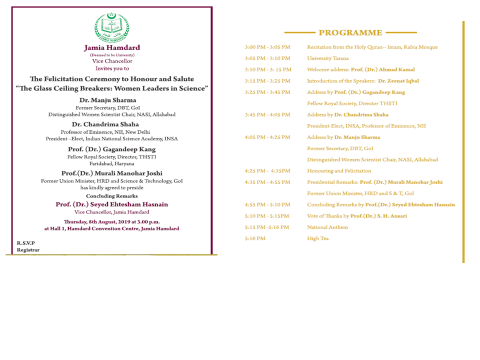 Jamia Hamdard
(Deemed to be University)
Vice Chancellor
Invites you to
The Felicitation Ceremony to Honour and Salute
"The Glass Ceiling Breakers: Women Leaders in Science"
Dr. Manju Sharma
Former Secretary, DBT, GoI
Distinguished Women Scientist Chair, NASI, Allahabad
Dr. Chandrima Shaha
Professor of Eminence, NII, New Delhi
President -Elect, Indian National Science Academy, INSA
Prof. (Dr.) Gagandeep Kang
Fellow Royal Society, Director, THSTI
Faridabad, Haryana
Prof.(Dr.) Murali Manohar Joshi
Former Union Minister, HRD and Science & Technology, GoI
has kindly agreed to preside
Concluding Remarks
Prof. (Dr.) Seyed Ehtesham Hasnain
Vice Chancellor, Jamia Hamdard
Thursday, 8th August, 2019 at 3.00 p.m.
at Hall 1, Hamdard Convention Centre, Jamia Hamdard
R.S.V.P
Registrar
PROGRAMME
3:00 PM - 3:05 PM Recitation from the Holy Quran-- Imam, Rabia Mosque
3:05 PM - 3:10 PM University Tarana
3:10 PM - 3: 15 PM Welcome address Prof. (Dr.) Ahmad Kamal
3:15 PM - 3:25 PM Introduction of the Speakers: Dr. Zeenat Iqbal
3:25 PM - 3:45 PM Address by Prof. (Dr.) Gagandeep Kang
Fellow Royal Society, Director THSTI
3:45 PM - 4:05 PM Address by Dr. Chandrima Shaha
President-Elect, INSA, Professor of Eminence, NII
4:05 PM - 4:25 PM Address by Dr. Manju Sharma
Former Secretary, DBT, GoI
Distinguished Women Scientist Chair, NASI, Allahabad
4:25 PM - 4:35PM Honouring and Felicitation
4:35 PM - 4:55 PM Presidential Remarks: Prof. (Dr.) Murali Manohar Joshi
Former Union Minister, HRD and S & T, GoI
4:55 PM - 5:10 PM Concluding Remarks by Prof.(Dr.) Seyed Ehtesham Hasnain
5:10 PM - 5:15PM Vote of Thanks by Prof.(Dr.) S. H. Ansari
5:15 PM -5:18 PM National Anthem
5:18 PM High Tea